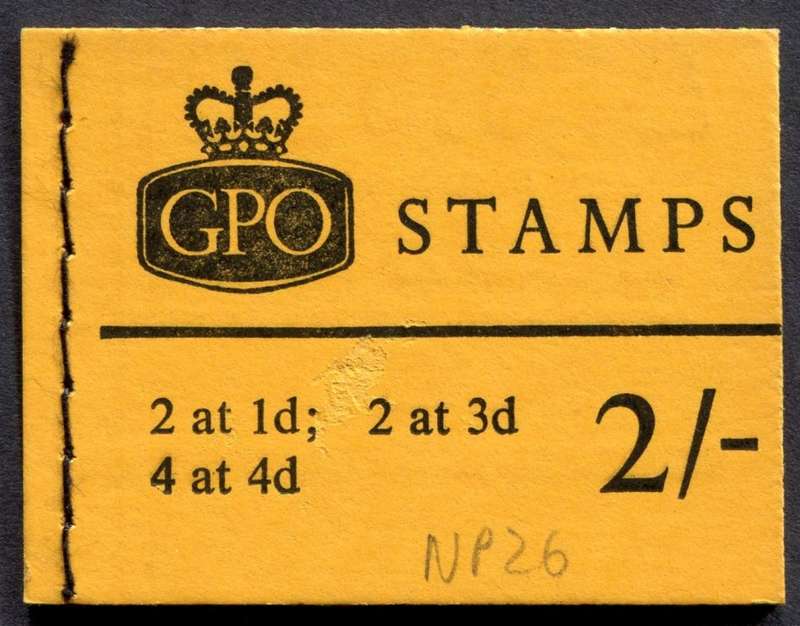 GPO STAMPS
2 at 1d; 2 at 3d
4 at 4d
2/-
NP26